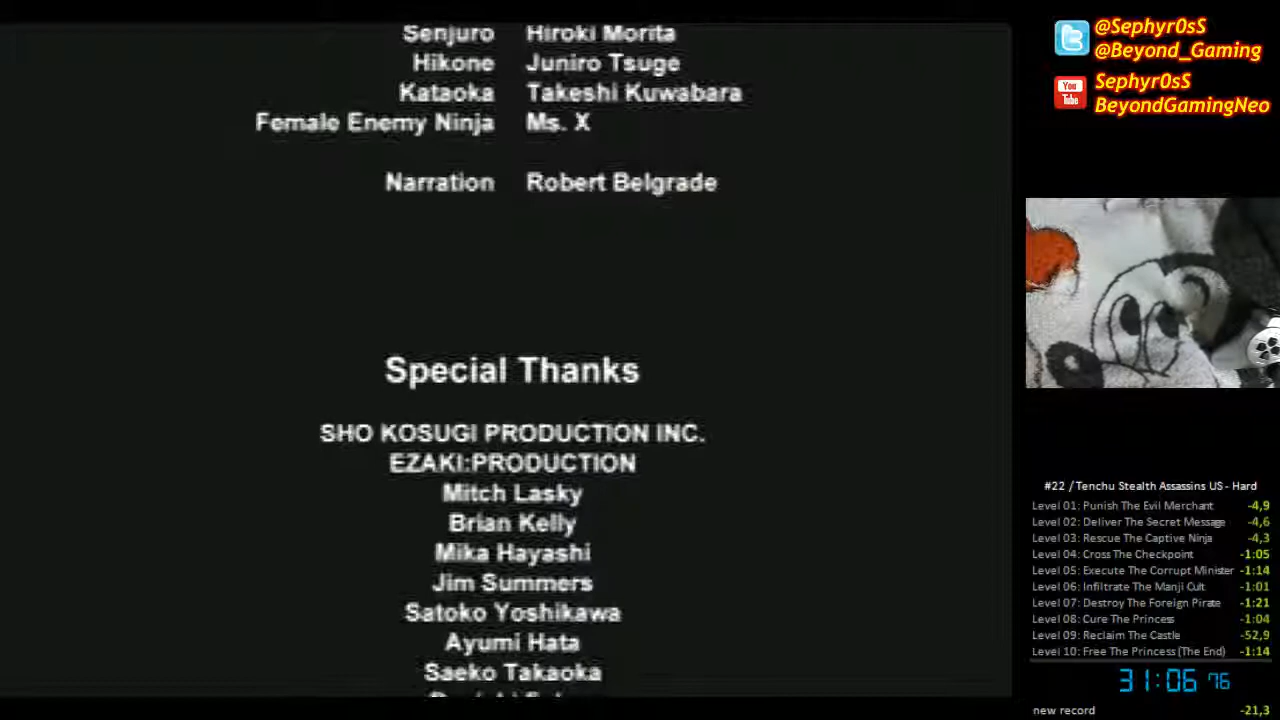 Senjuro Hiroki Morita
Hikone Juniro Tsuge
Kataoka Takeshi Kuwabara
Female Enemy Ninja Ms. X
Narration Robert Belgrade
Special Thanks
SHO KOSUGI PRODUCTION INC.
EZAKI:PRODUCTION
Mitch Lasky
Brian Kelly
Mika Hayashi
Jim Summers
Satoko Yoshikawa
Ayumi Hata
Saeko Takaoka
@Sephyr0sS
@Beyond_Gaming
You Tube
Sephyr0sS
BeyondGamingNeo
#22 / Tenchu Stealth Assassins US - Hard
Level 01: Punish The Evil Merchant -4,9
Level 02: Deliver The Secret Message -4,6
Level 03: Rescue The Captive Ninja -4,3
Level 04: Cross The Checkpoint -1:05
Level 05: Execute The Corrupt Minister -1:14
Level 06: Infiltrate The Manji Cult -1:01
Level 07: Destroy The Foreign Pirate -1:21
Level 08: Cure The Princess -1:04
Level 09: Reclaim The Castle -52,9
Level 10: Free The Princess (The End) -1:14
31:06 76
new record -21,3